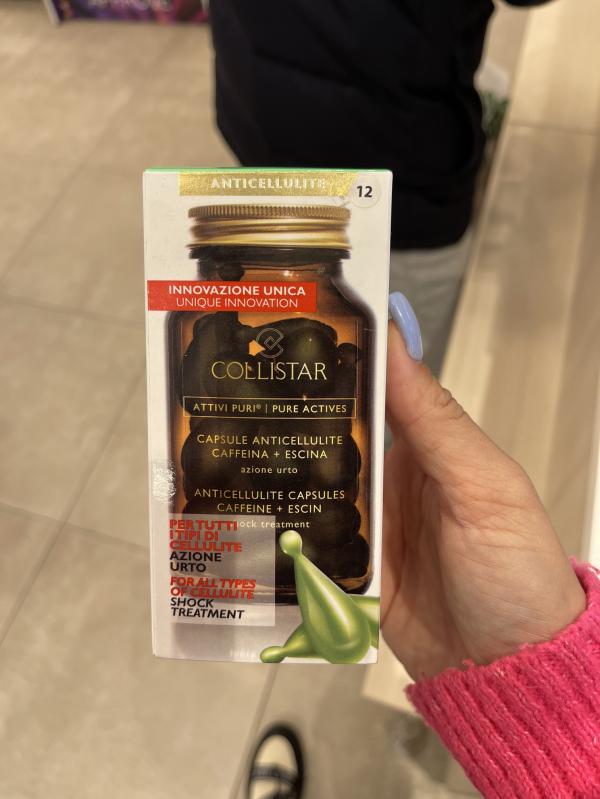 ANTICELLULITE
12
INNOVAZIONE UNICA
UNIQUE INNOVATION
COLLISTAR
ATTIVI PURI® | PURE ACTIVES
CAPSULE ANTICELLULITE
CAFFEINA + ESCINA
azione urto
ANTICELLULITE CAPSULES
CAFFEINE + ESCIN
shock treatment
PER TUTTI
I TIPI DI
CELLULITE
AZIONE
URTO
FOR ALL TYPES
OF CELLULITE
SHOCK
TREATMENT